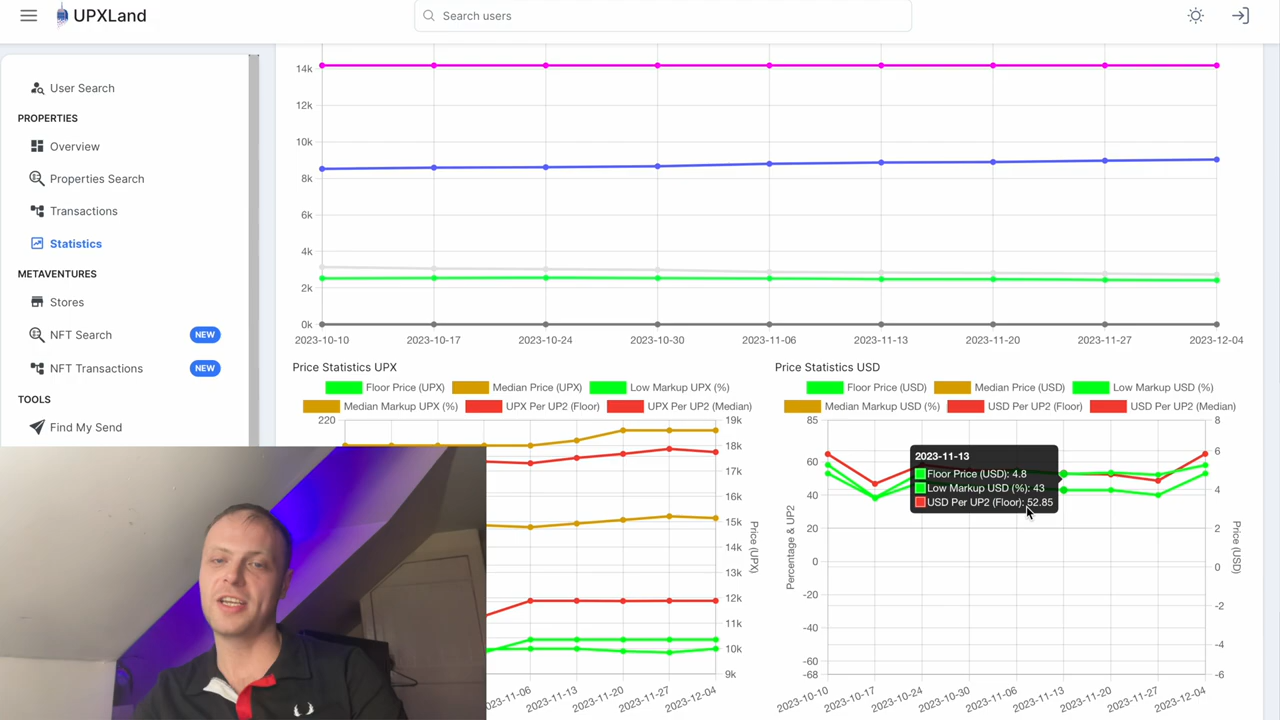 UPXLand
Search users
User Search
PROPERTIES
Overview
Properties Search
Transactions
Statistics
METAVENTURES
Stores
NFT Search NEW
NFT Transactions NEW
TOOLS
Find My Send
14k
12k
10k
8k
6k
4k
2k
0k
2023-10-10 2023-10-17 2023-10-24 2023-10-30 2023-11-06 2023-11-13 2023-11-20 2023-11-27 2023-12-04
Price Statistics UPX
Floor Price (UPX) Median Price (UPX) Low Markup UPX (%)
Median Markup UPX (%) UPX Per UP2 (Floor) UPX Per UP2 (Median)
220
19k
18k
17k
16k
15k
14k
13k
12k
11k
10k
9k
Price (UPX)
023-11-06 2023-11-13 2023-11-20 2023-11-27 2023-12-04
Price Statistics USD
Floor Price (USD) Median Price (USD) Low Markup USD (%)
Median Markup USD (%) USD Per UP2 (Floor) USD Per UP2 (Median)
85
60
40
20
0
-20
-40
-60
-68
Percentage & UP2
2023-11-13
Floor Price (USD): 4.8
Low Markup USD (%): 43
USD Per UP2 (Floor): 52.85
8
6
4
2
0
-2
-4
-6
Price (USD)
2023-10-10 2023-10-17 2023-10-24 2023-10-30 2023-11-06 2023-11-13 2023-11-20 2023-11-27 2023-12-04